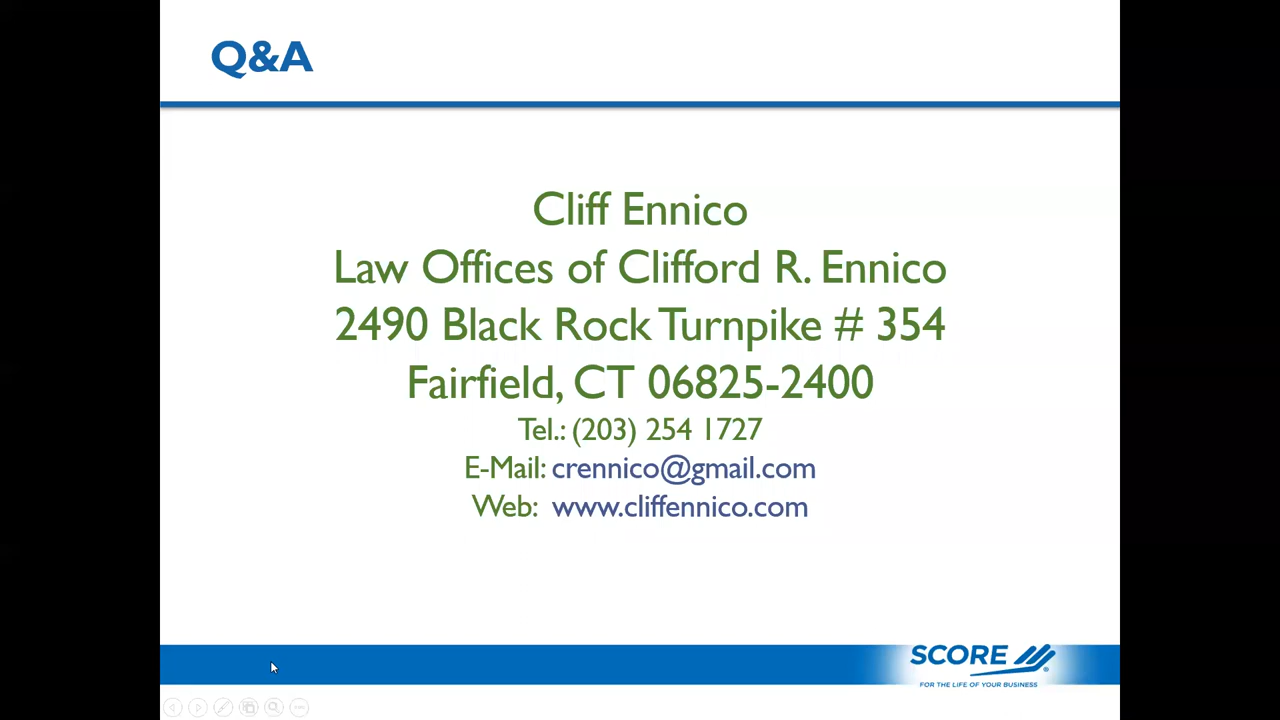 Q&A
Cliff Ennico
Law Offices of Clifford R. Ennico
2490 Black Rock Turnpike # 354
Fairfield, CT 06825-2400
Tel.: (203) 254 1727
E-Mail: crennico@gmail.com
Web: www.cliffennico.com
SCORE
FOR THE LIFE OF YOUR BUSINESS